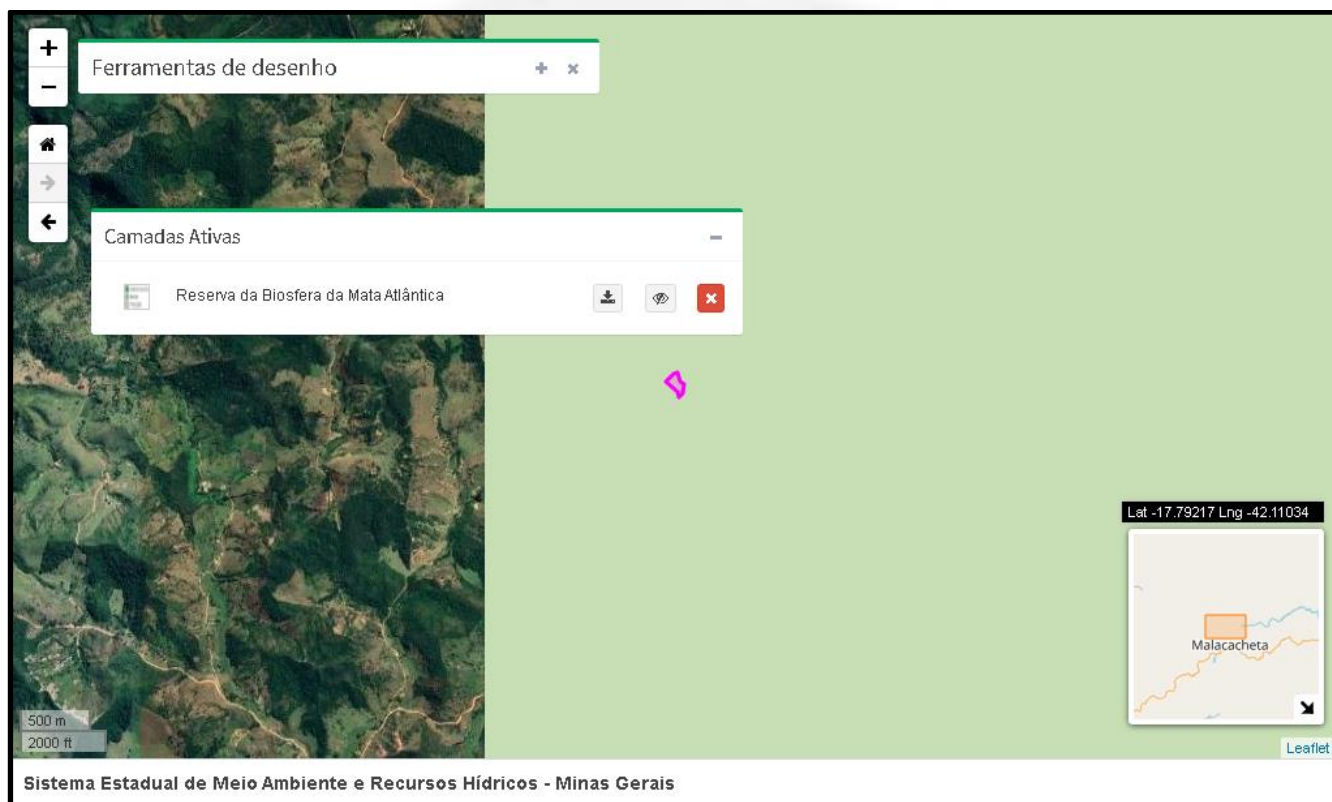 +
Ferramentas de desenho
−
Camadas Ativas
Reserva da Biosfera da Mata Atlântica
Lat -17.79217 Lng -42.11034
Malacacheta
500 m
2000 ft
Leaflet
Sistema Estadual de Meio Ambiente e Recursos Hídricos - Minas Gerais